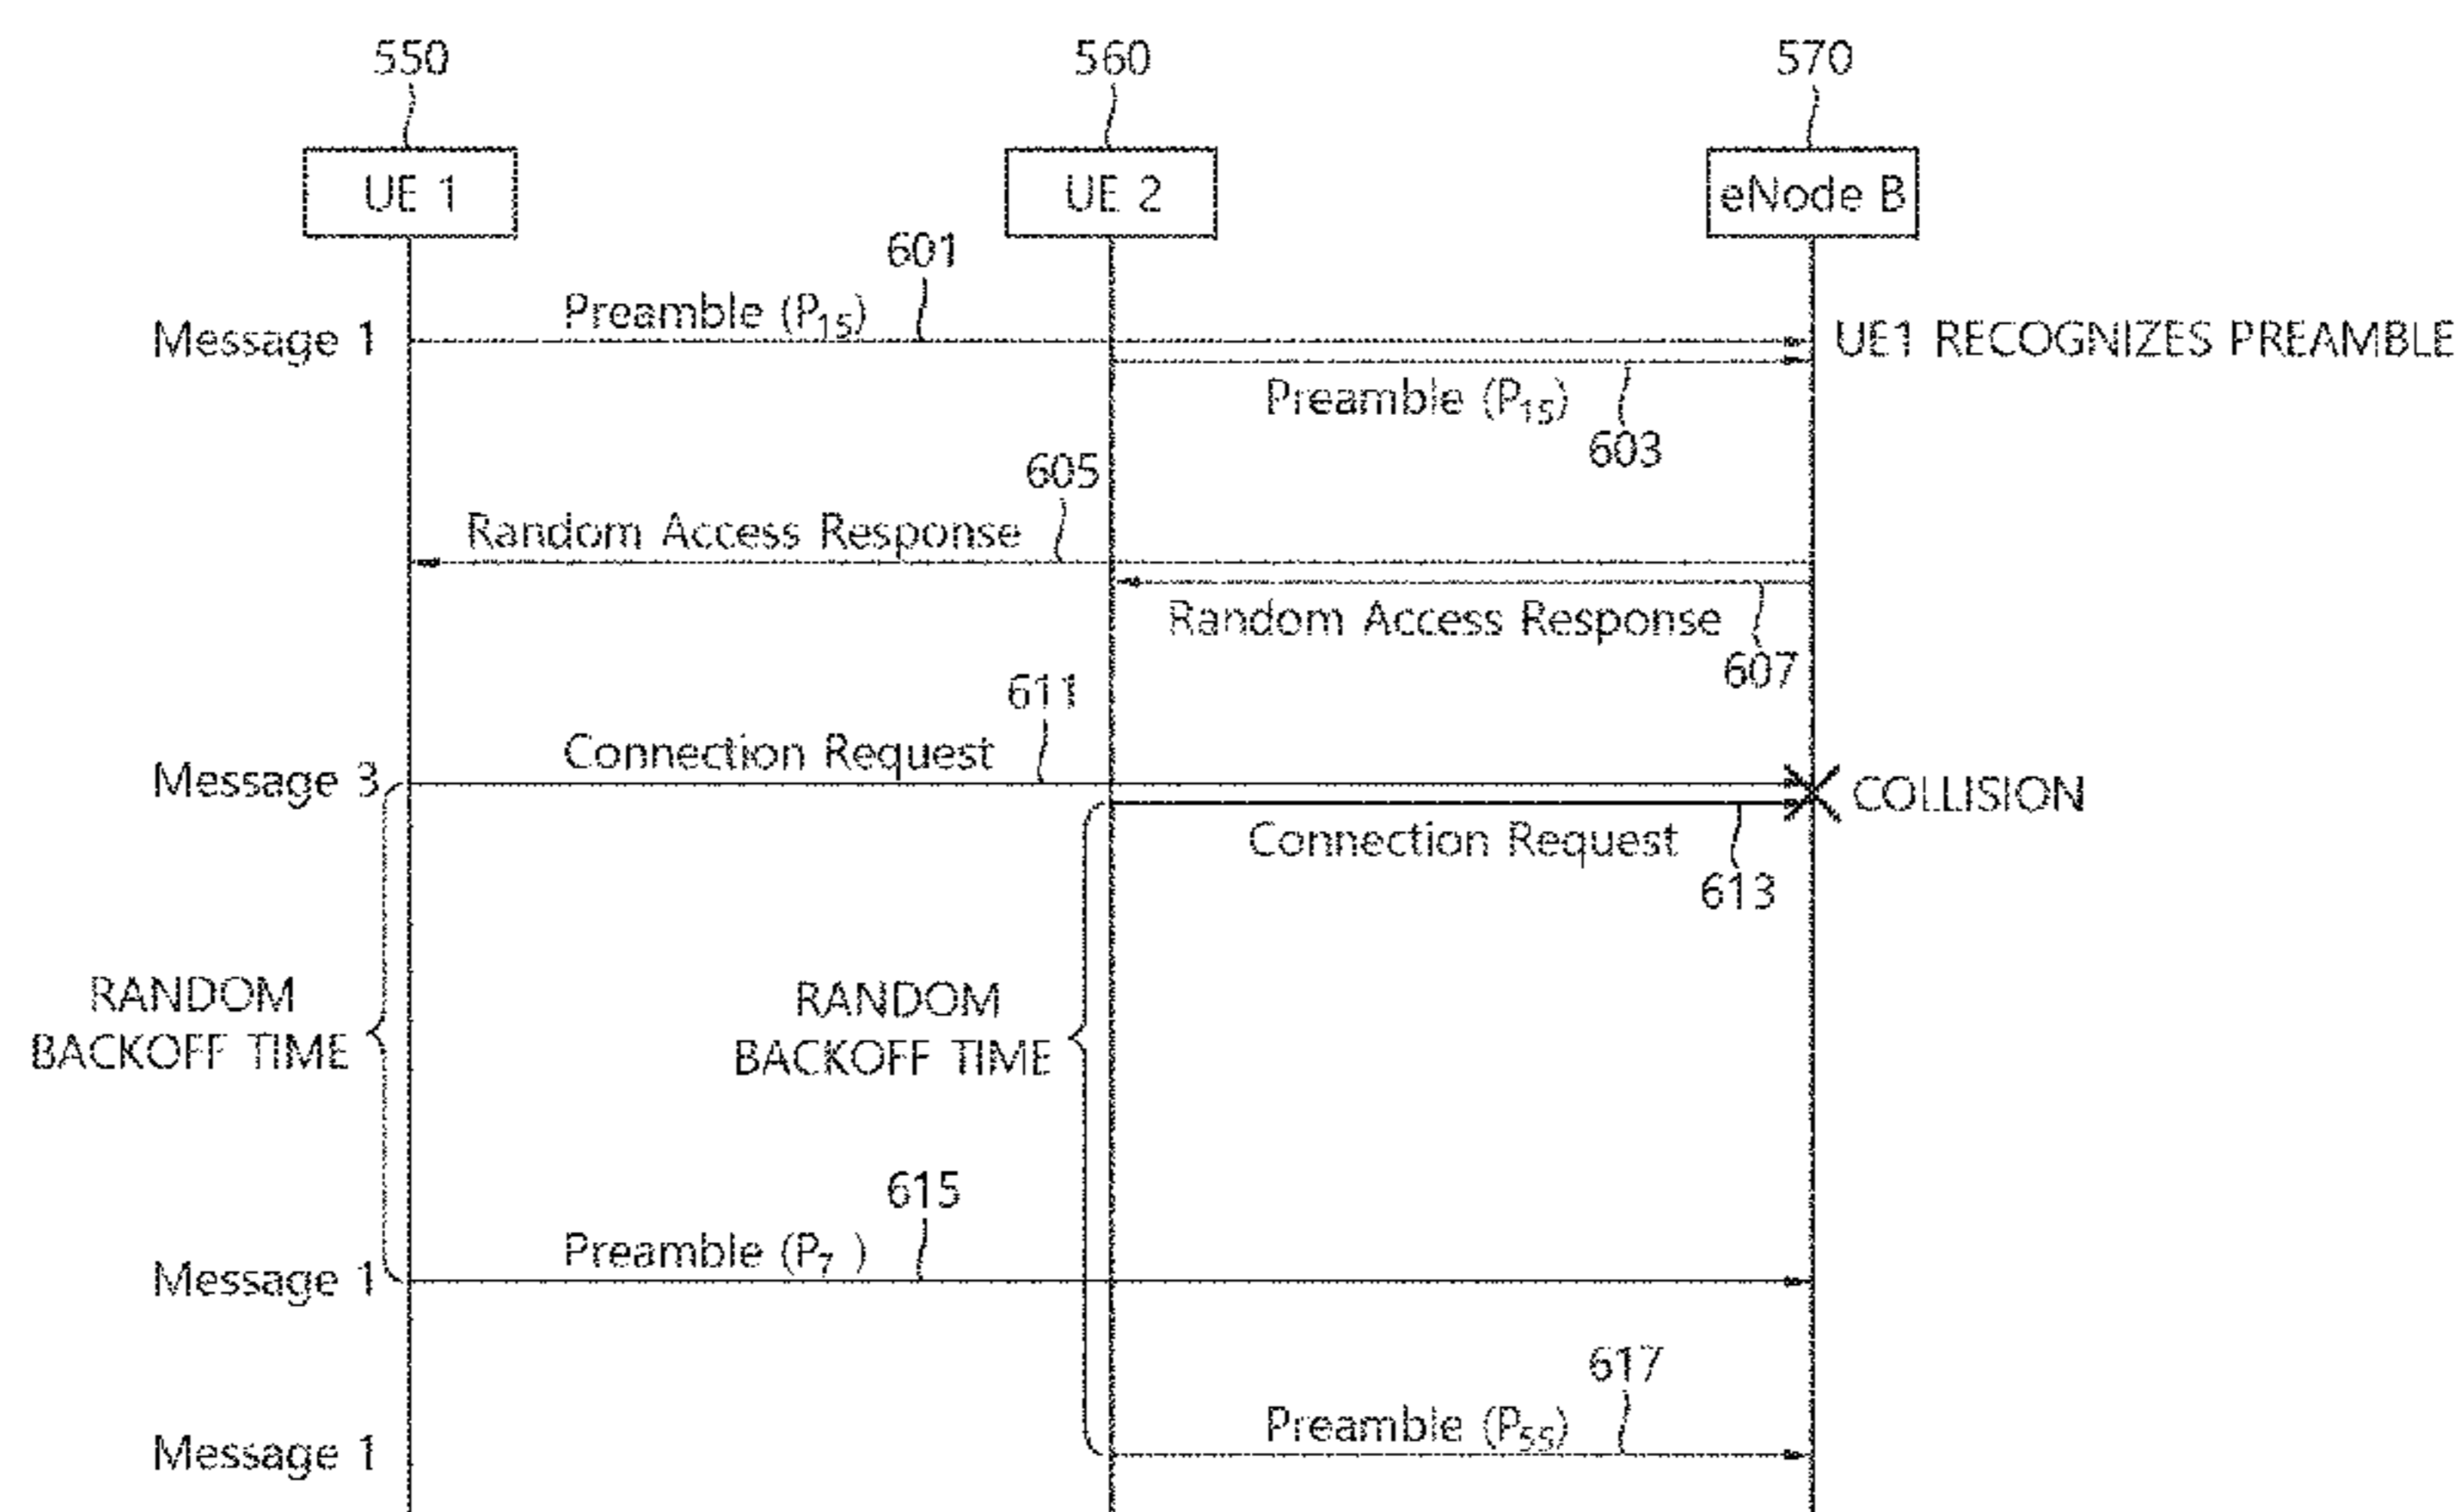 550
560
570
UE 1
UE 2
eNode B
601
Message 1
Preamble (P15)
UE1 RECOGNIZES PREAMBLE
Preamble (P15)
603
605
Random Access Response
Random Access Response
607
611
Message 3
Connection Request
COLLISION
Connection Request
613
RANDOM
BACKOFF TIME
RANDOM
BACKOFF TIME
615
Message 1
Preamble (P7 )
617
Message 1
Preamble (P55)